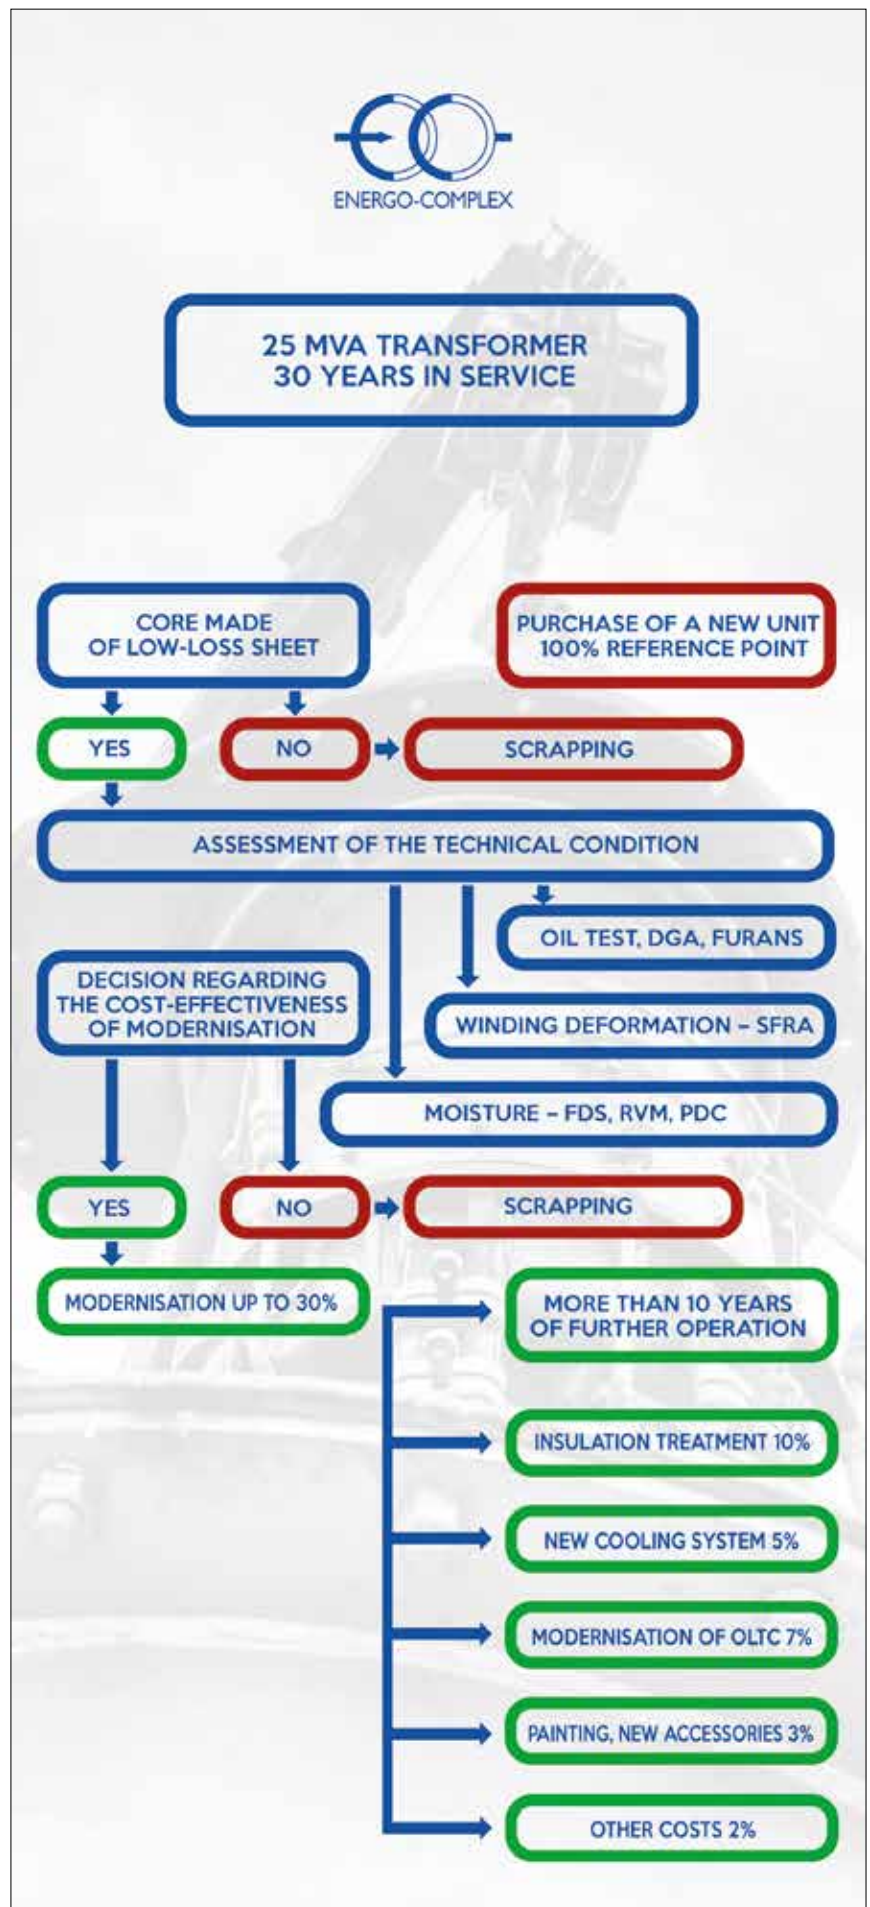 ENERGO-COMPLEX
25 MVA TRANSFORMER
30 YEARS IN SERVICE
CORE MADE
OF LOW-LOSS SHEET
PURCHASE OF A NEW UNIT
100% REFERENCE POINT
YES
NO
SCRAPPING
ASSESSMENT OF THE TECHNICAL CONDITION
OIL TEST, DGA, FURANS
DECISION REGARDING
THE COST-EFFECTIVENESS
OF MODERNISATION
WINDING DEFORMATION – SFRA
MOISTURE – FDS, RVM, PDC
YES
NO
SCRAPPING
MODERNISATION UP TO 30%
MORE THAN 10 YEARS
OF FURTHER OPERATION
INSULATION TREATMENT 10%
NEW COOLING SYSTEM 5%
MODERNISATION OF OLTC 7%
PAINTING, NEW ACCESSORIES 3%
OTHER COSTS 2%